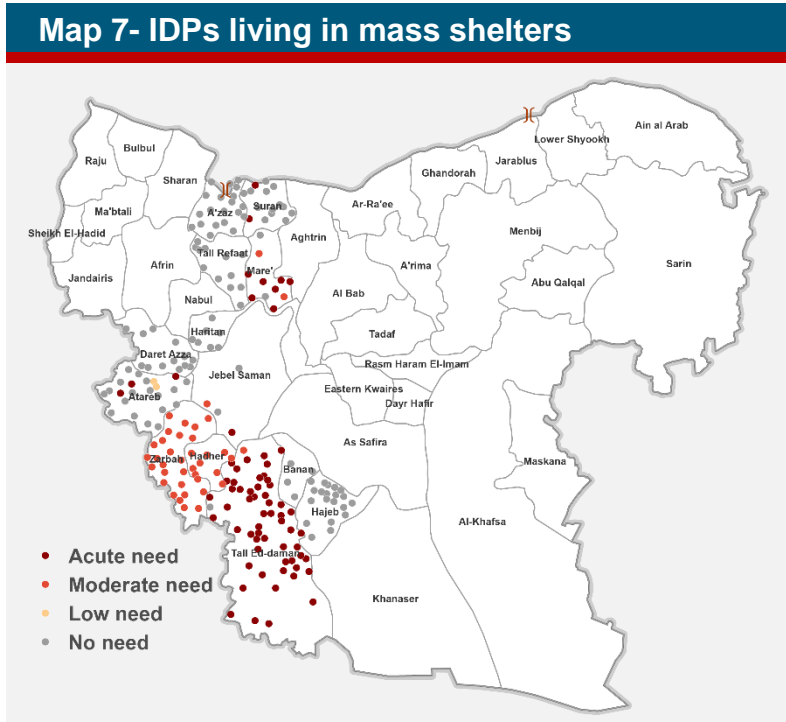 Map 7- IDPs living in mass shelters
Ain al Arab
Lower Shyookh
Bulbul
Raju
Jarablus
Ghandorah
Sharan
Ma'btali
A'zaz
Suran
Ar-Ra'ee
Menbij
Sheikh El-Hadid
Aghtrin
Tall Refaat
Afrin
Mare'
A'rima
Sarin
Jandairis
Abu Qalqal
Al Bab
Nabul
Haritan
Tadaf
Daret Azza
Rasm Haram El-Imam
Jebel Saman
Eastern Kwaires
Atareb
Dayr Hafir
As Safira
Zarbah
Hadher
Maskana
Banan
Hajeb
Al-Khafsa
Tall Ed-daman
Khanaser
Acute need
Moderate need
Low need
No need